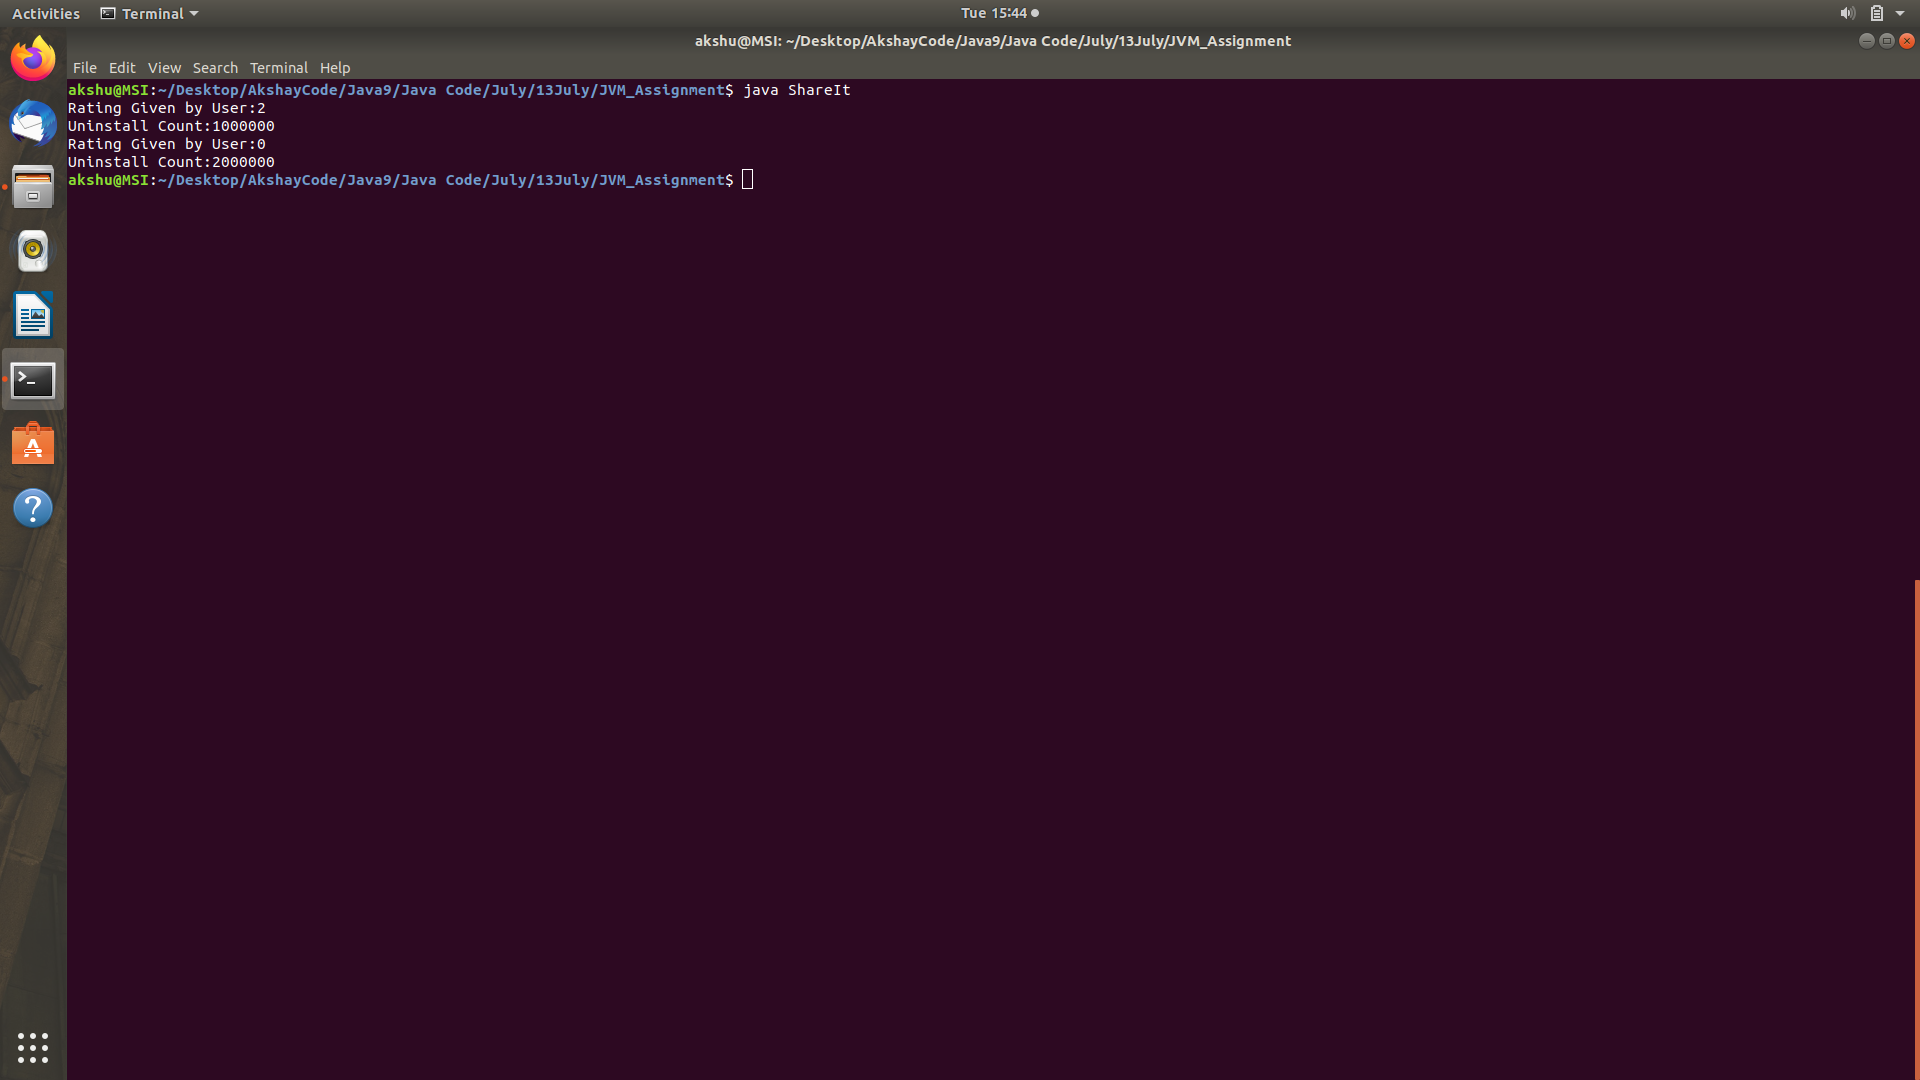 Activities Terminal Tue 15:44
akshu@MSI: ~/Desktop/AkshayCode/Java9/Java Code/July/13July/JVM_Assignment
File Edit View Search Terminal Help
akshu@MSI:~/Desktop/AkshayCode/Java9/Java Code/July/13July/JVM_Assignment$ java ShareIt
Rating Given by User:2
Uninstall Count:1000000
Rating Given by User:0
Uninstall Count:2000000
akshu@MSI:~/Desktop/AkshayCode/Java9/Java Code/July/13July/JVM_Assignment$